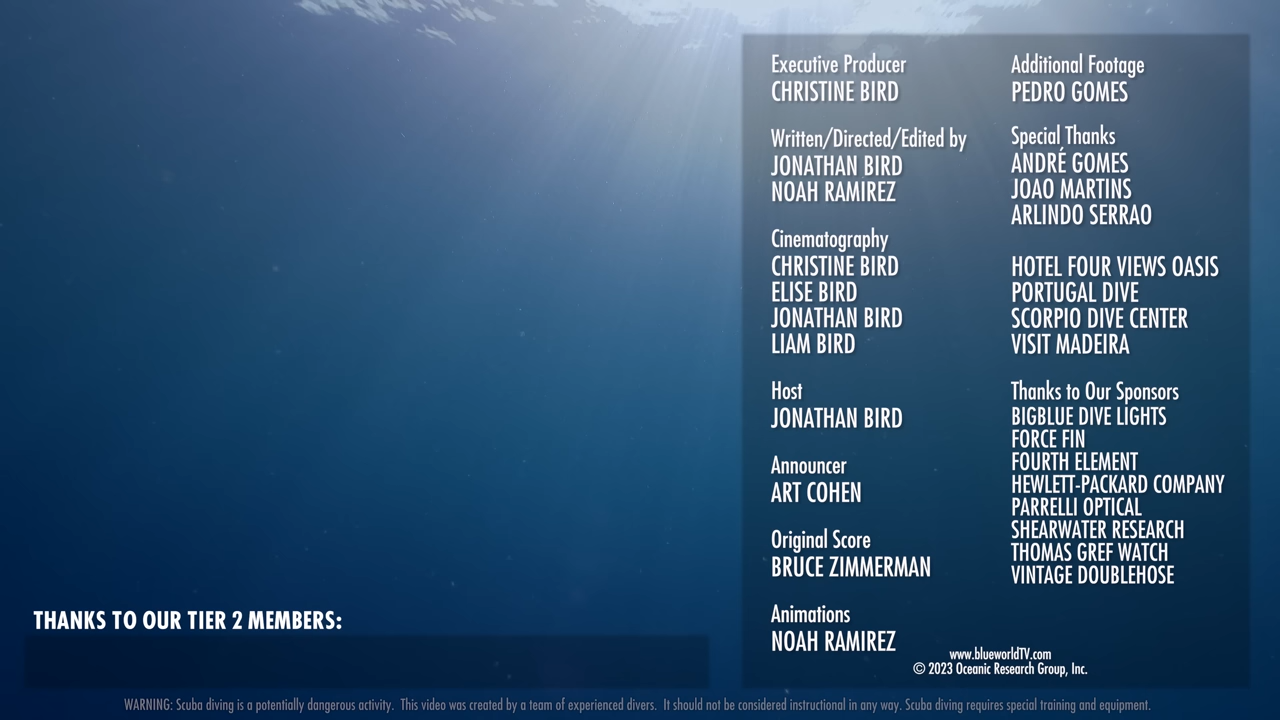 Executive Producer
CHRISTINE BIRD
Written/Directed/Edited by
JONATHAN BIRD
NOAH RAMIREZ
Cinematography
CHRISTINE BIRD
ELISE BIRD
JONATHAN BIRD
LIAM BIRD
Host
JONATHAN BIRD
Announcer
ART COHEN
Original Score
BRUCE ZIMMERMAN
Animations
NOAH RAMIREZ
Additional Footage
PEDRO GOMES
Special Thanks
ANDRÉ GOMES
JOAO MARTINS
ARLINDO SERRAO
HOTEL FOUR VIEWS OASIS
PORTUGAL DIVE
SCORPIO DIVE CENTER
VISIT MADEIRA
Thanks to Our Sponsors
BIGBLUE DIVE LIGHTS
FORCE FIN
FOURTH ELEMENT
HEWLETT-PACKARD COMPANY
PARRELLI OPTICAL
SHEARWATER RESEARCH
THOMAS GREF WATCH
VINTAGE DOUBLEHOSE
www.blueworldTV.com
© 2023 Oceanic Research Group, Inc.
THANKS TO OUR TIER 2 MEMBERS:
WARNING: Scuba diving is a potentially dangerous activity. This video was created by a team of experienced divers. It should not be considered instructional in any way. Scuba diving requires special training and equipment.